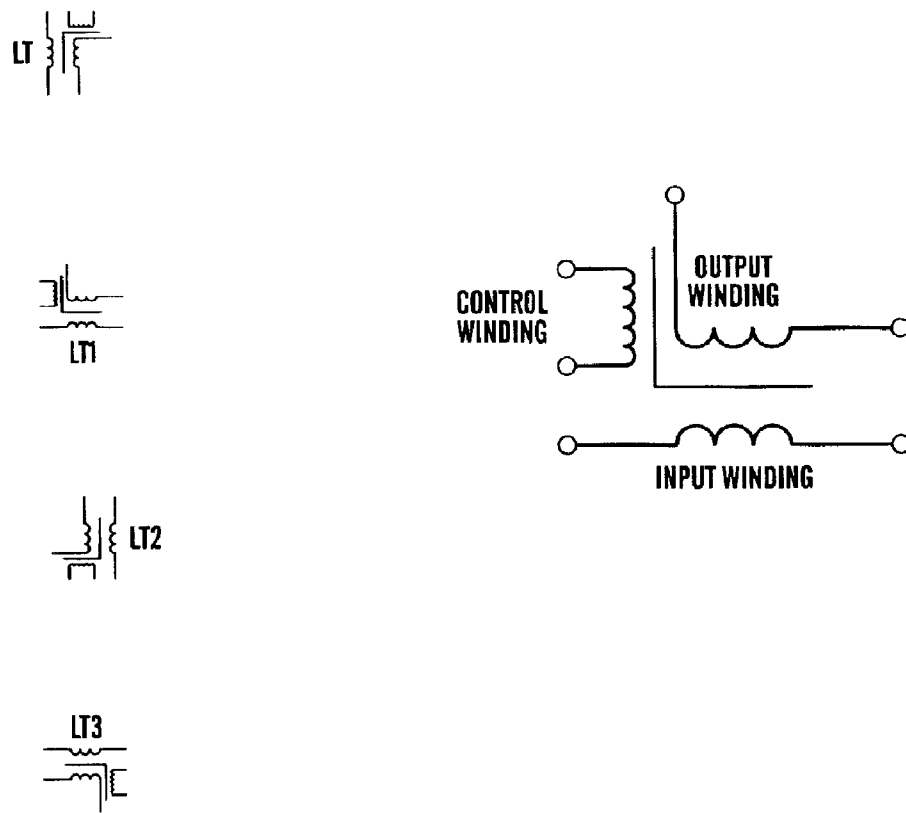 LT
LT1
LT2
LT3
CONTROL
WINDING
OUTPUT
WINDING
INPUT WINDING